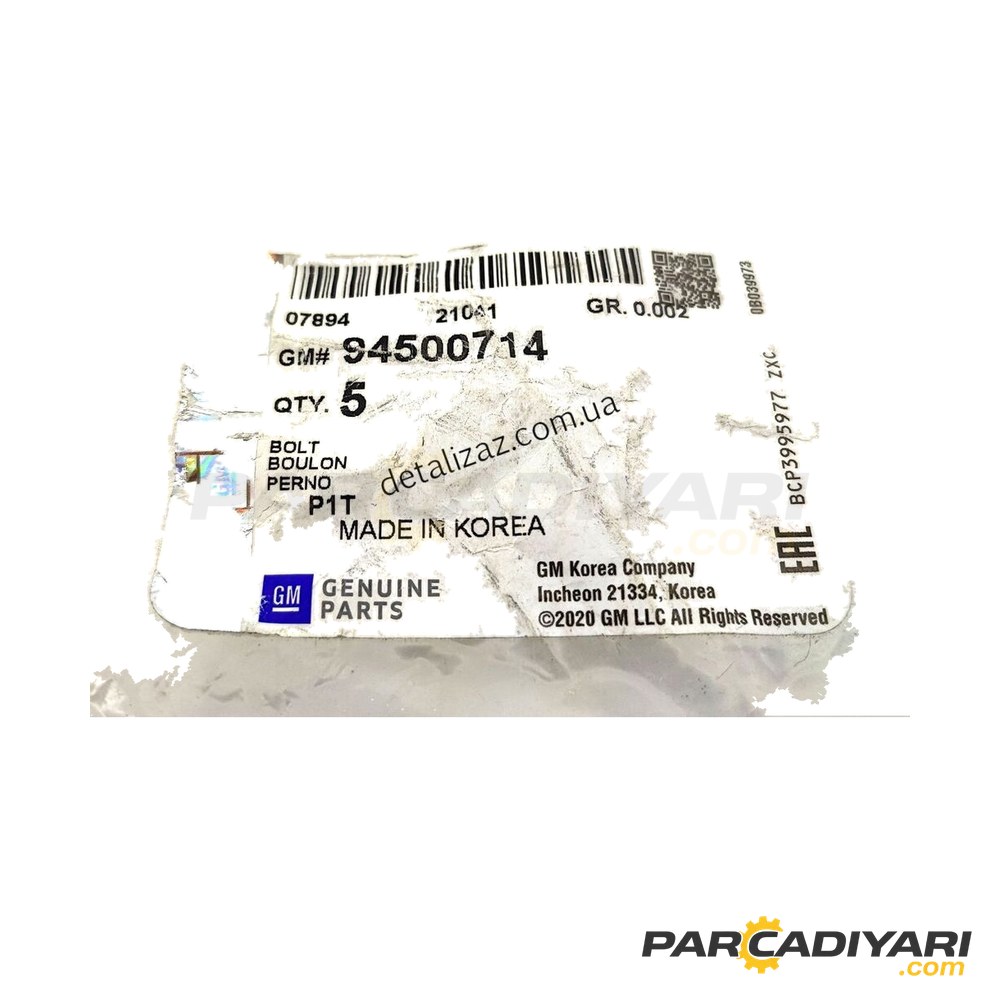 07894 21041 GR. 0.002
GM# 94500714
QTY. 5
BOLT
BOULON
PERNO
P1T
MADE IN KOREA
detalizaz.com.ua
PARCADIYARI
.com
GM GENUINE
PARTS
GM Korea Company
Incheon 21334, Korea
©2020 GM LLC All Rights Reserved
0B039973
BCP3995977 ZXC
EAC
PARCADIYARI
.com